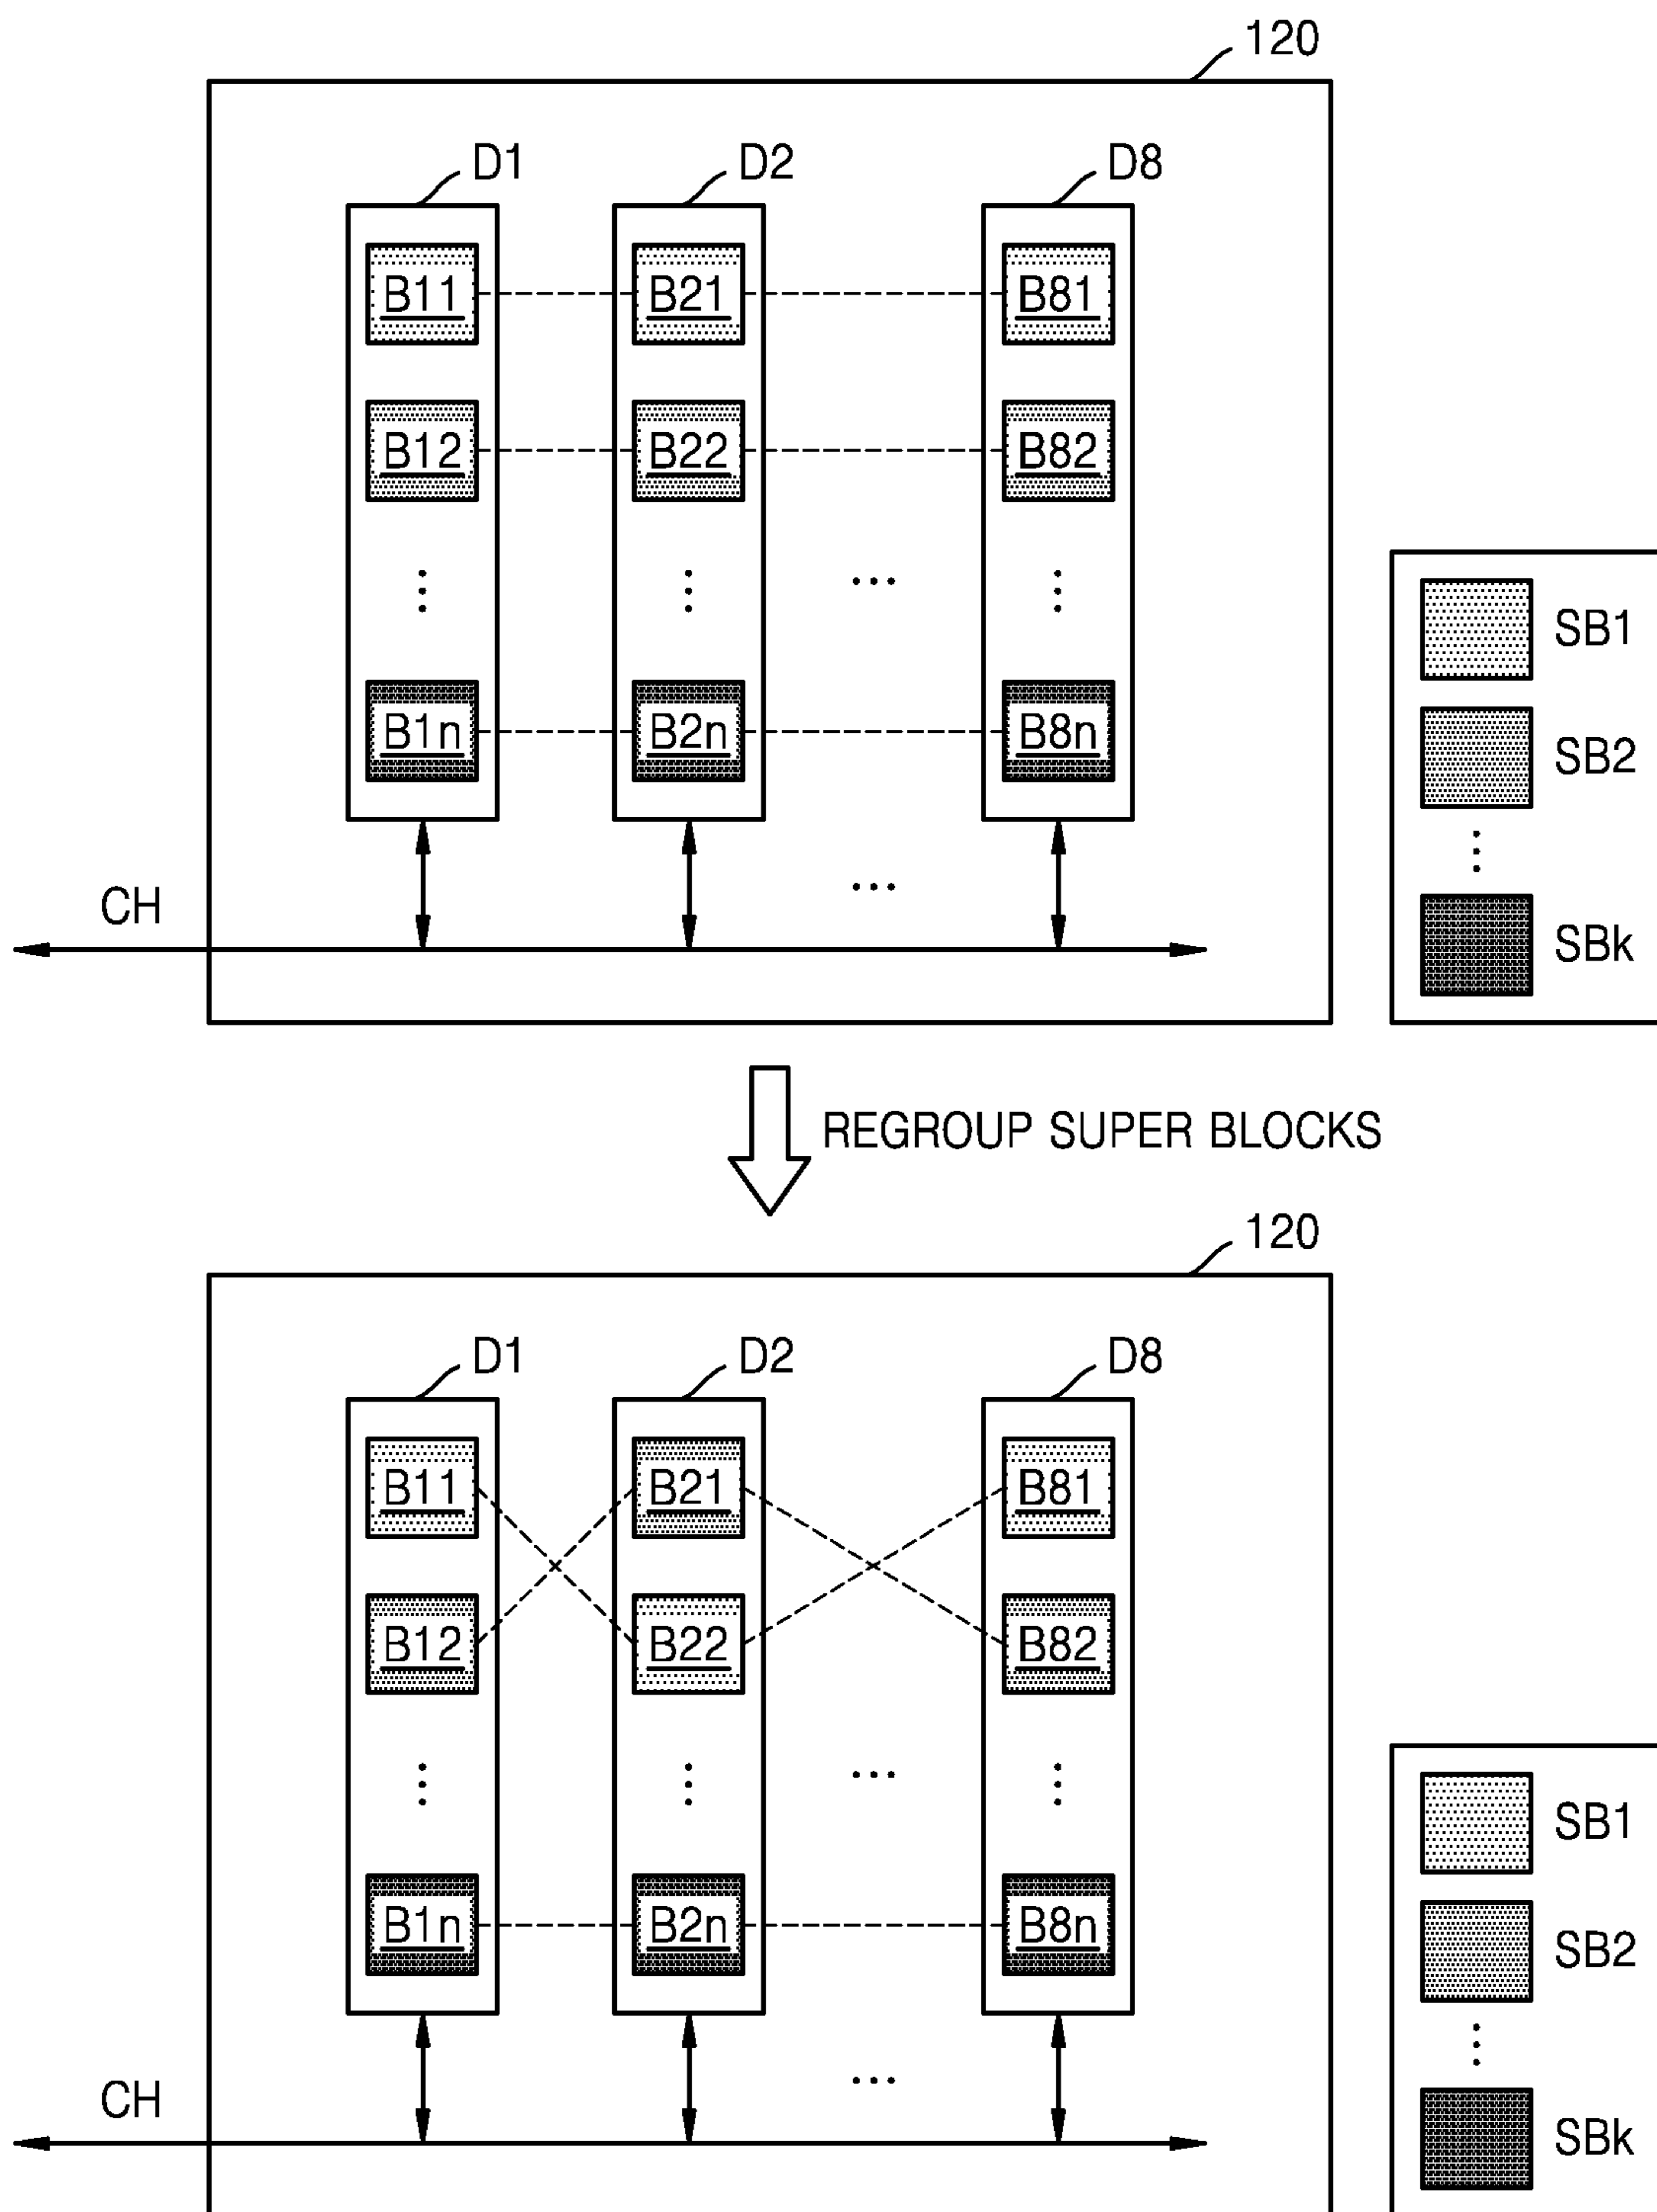 120
D1 D2 D8
B11 B21 B81
B12 B22 B82
SB1
B1n B2n B8n
SB2
CH
SBk
REGROUP SUPER BLOCKS
120
D1 D2 D8
B11 B21 B81
B12 B22 B82
SB1
B1n B2n B8n
SB2
CH
SBk